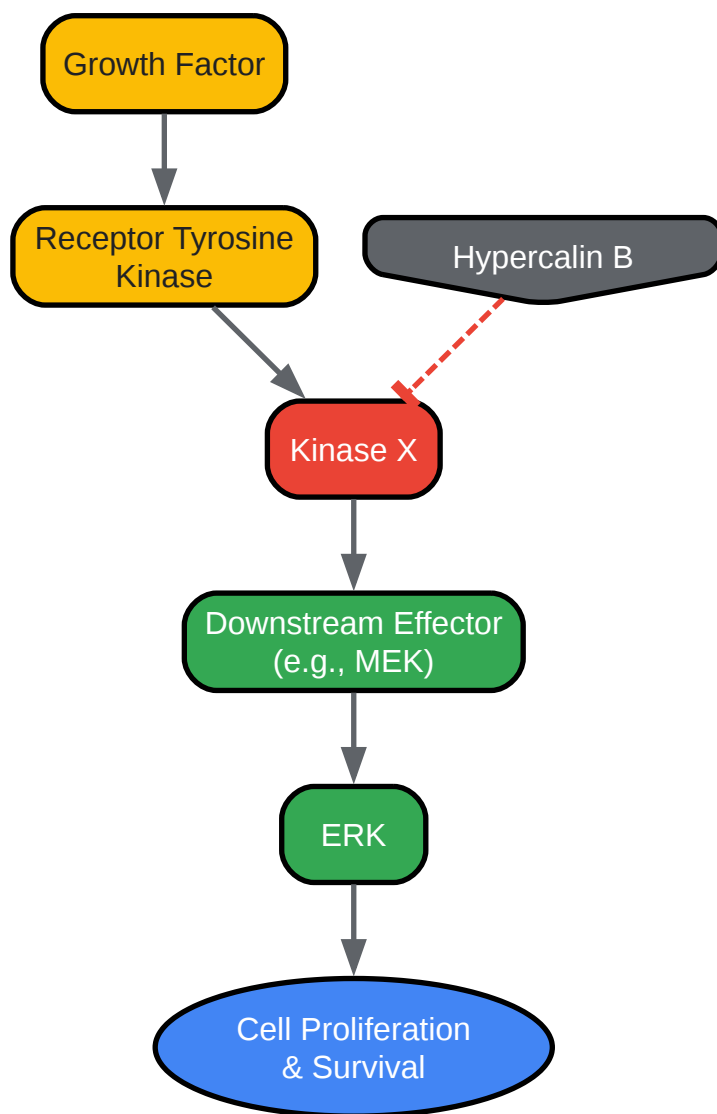 Growth Factor
Receptor Tyrosine
Kinase
Hypercalin B
Kinase X
Downstream Effector
(e.g., MEK)
ERK
Cell Proliferation
& Survival